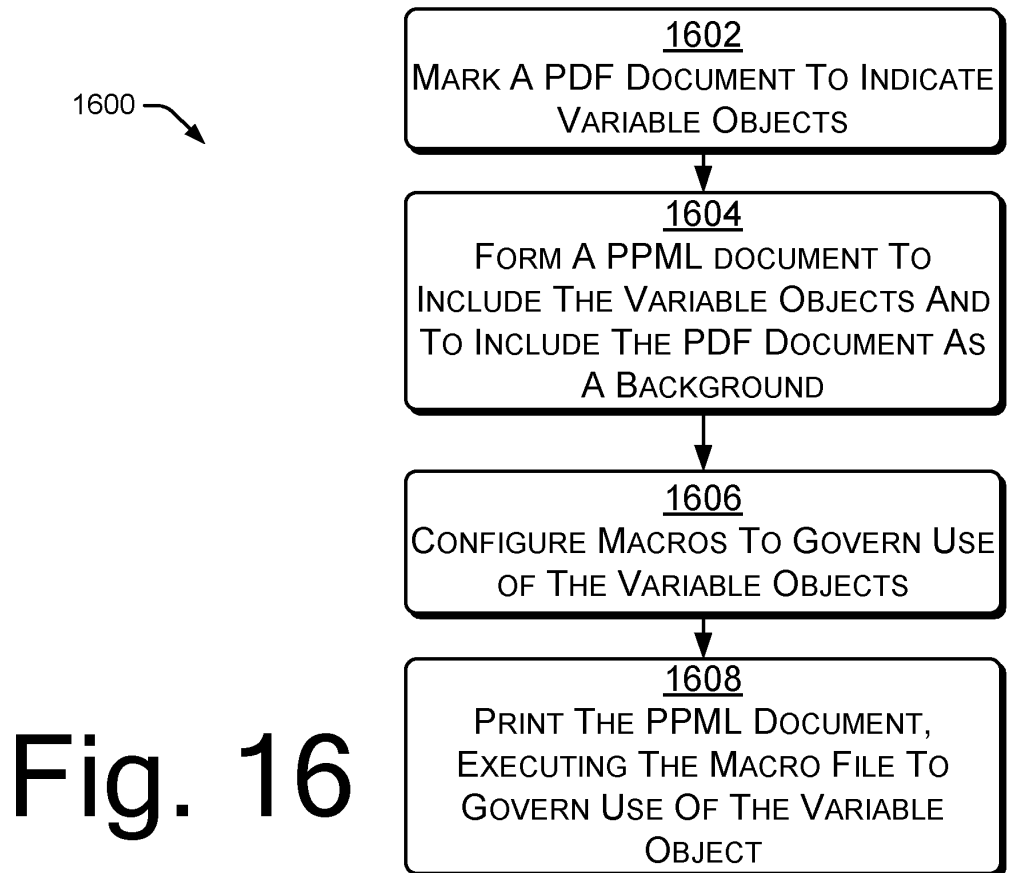 1600
1602
MARK A PDF DOCUMENT TO INDICATE
VARIABLE OBJECTS
1604
FORM A PPML DOCUMENT TO
INCLUDE THE VARIABLE OBJECTS AND
TO INCLUDE THE PDF DOCUMENT AS
A BACKGROUND
1606
CONFIGURE MACROS TO GOVERN USE
OF THE VARIABLE OBJECTS
1608
PRINT THE PPML DOCUMENT,
EXECUTING THE MACRO FILE TO
GOVERN USE OF THE VARIABLE
OBJECT
Fig. 16